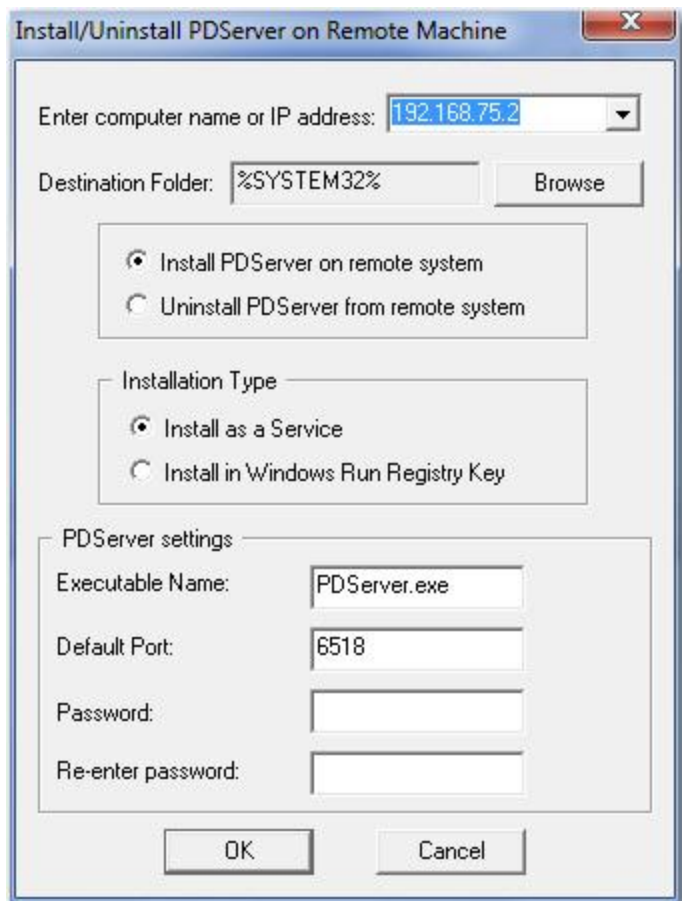 Install/Uninstall PDServer on Remote Machine
Enter computer name or IP address: 192.168.75.2
Destination Folder: %SYSTEM32% Browse
Install PDServer on remote system
Uninstall PDServer from remote system
Installation Type
Install as a Service
Install in Windows Run Registry Key
PDServer settings
Executable Name: PDServer.exe
Default Port: 6518
Password:
Re-enter password:
OK Cancel